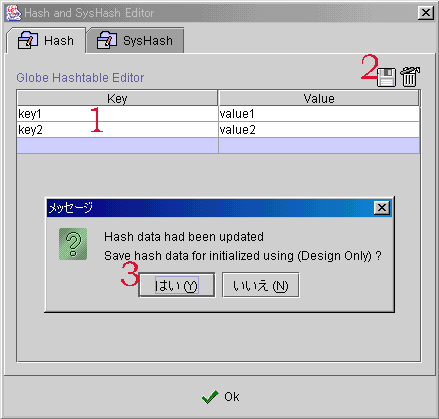 Hash and SysHash Editor
Hash SysHash
2
Globe Hashtable Editor
Key Value
key1 1 value1
key2 value2
メッセージ
Hash data had been updated
Save hash data for initialized using (Design Only) ?
3
はい (Y) いいえ (N)
Ok